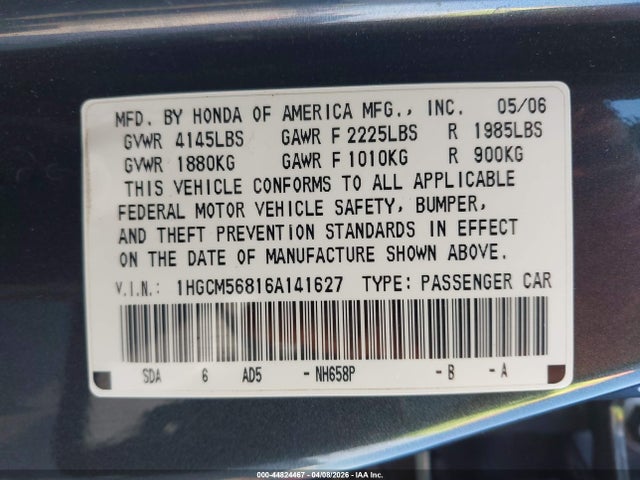 MFD. BY HONDA OF AMERICA MFG., INC. 05/06
GVWR 4145LBS GAWR F 2225LBS R 1985LBS
GVWR 1880KG GAWR F 1010KG R 900KG
THIS VEHICLE CONFORMS TO ALL APPLICABLE
FEDERAL MOTOR VEHICLE SAFETY, BUMPER,
AND THEFT PREVENTION STANDARDS IN EFFECT
ON THE DATE OF MANUFACTURE SHOWN ABOVE.
V.I.N.: 1HGCM56816A141627 TYPE: PASSENGER CAR
SDA 6 AD5 -NH658P -B -A
000-44824467 - 04/08/2026 - IAA Inc.